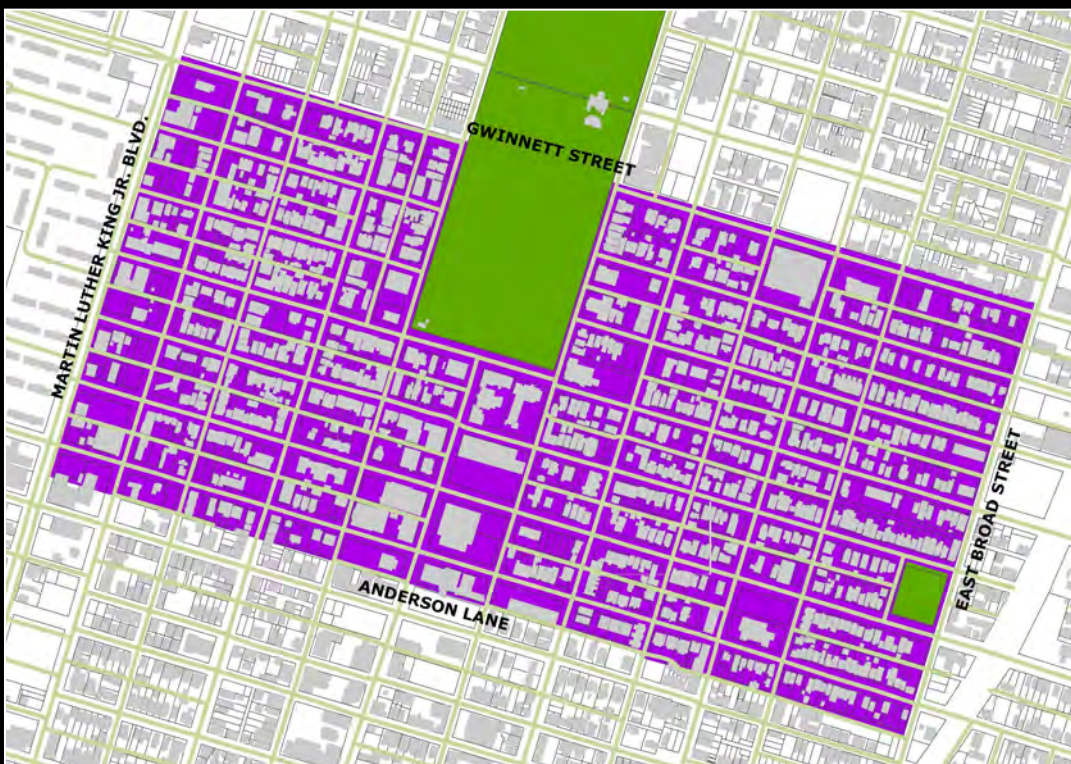 GWINNETT STREET
MARTIN LUTHER KING JR. BLVD.
EAST BROAD STREET
ANDERSON LANE